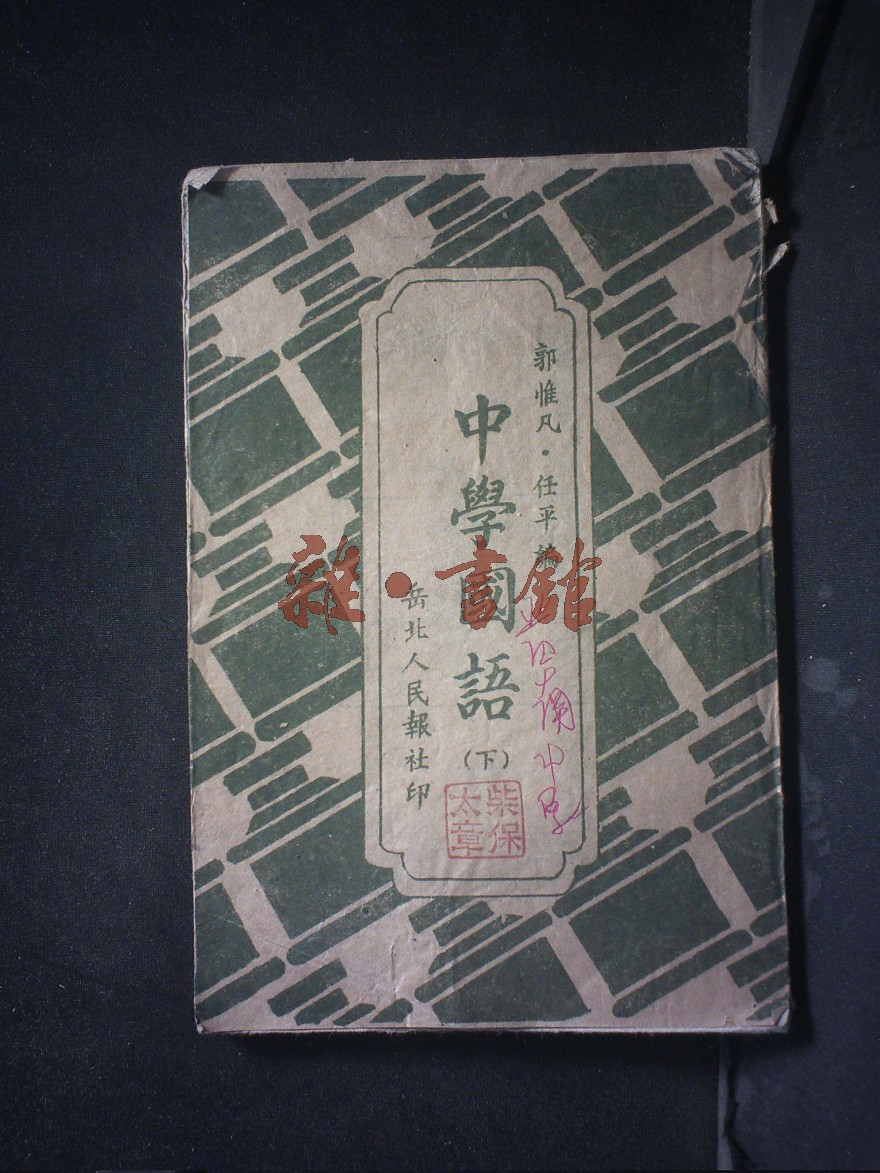 郭惟凡·任平編
中學國語
(下)
岳北人民報社印
柴保
太章
雜·書館